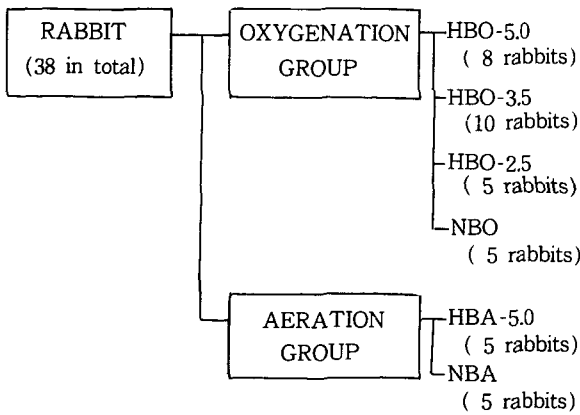 RABBIT
(38 in total)
OXYGENATION
GROUP
HBO-5.0
( 8 rabbits)
HBO-3.5
(10 rabbits)
HBO-2.5
( 5 rabbits)
NBO
( 5 rabbits)
AERATION
GROUP
HBA-5.0
( 5 rabbits)
NBA
( 5 rabbits)